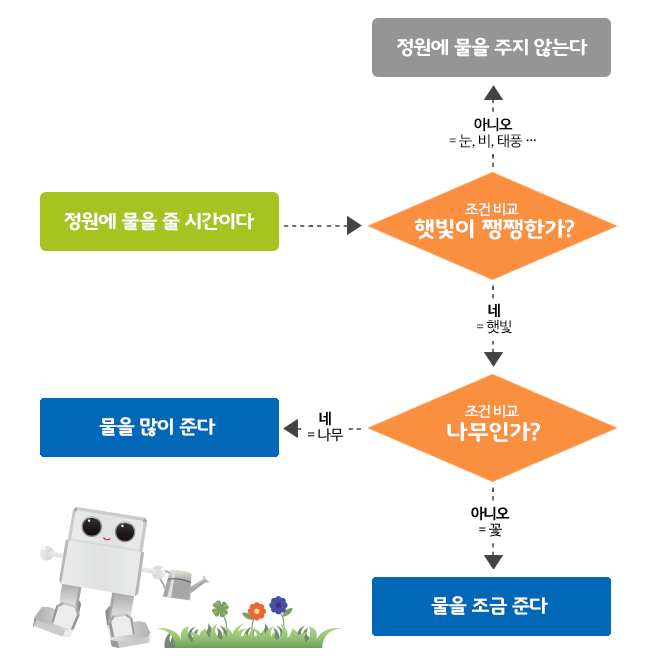 정원에 물을 주지 않는다
아니오
= 눈, 비, 태풍 ···
정원에 물을 줄 시간이다
조건 비교
햇빛이 쨍쨍한가?
네
= 햇빛
조건 비교
나무인가?
네
= 나무
물을 많이 준다
아니오
= 꽃
물을 조금 준다